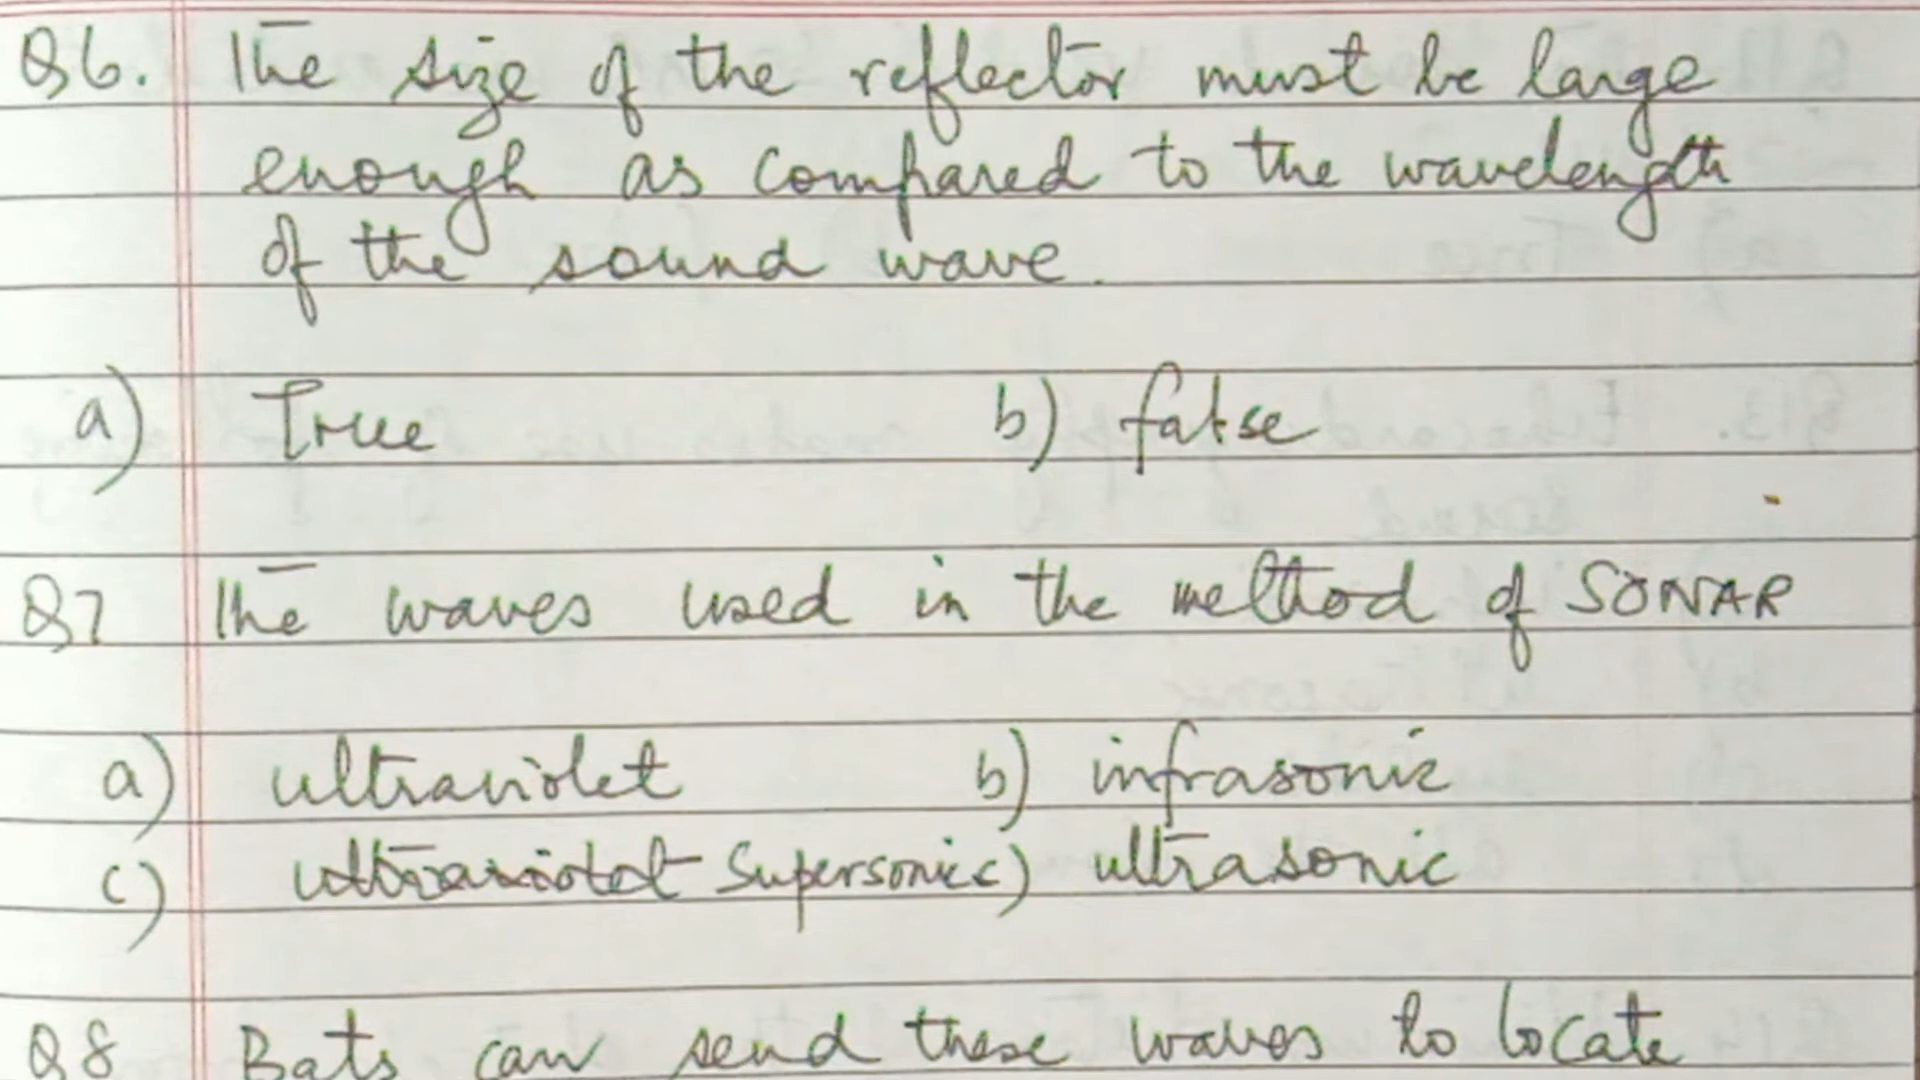 Q6. The size of the reflector must be large
enough as compared to the wavelength
of the sound wave.
a) True b) false
Q7 The waves used in the method of SONAR
a) ultraviolet b) infrasonic
c) ultraviolet Supersonic c) ultrasonic
Q8 Bats can send these waves to locate